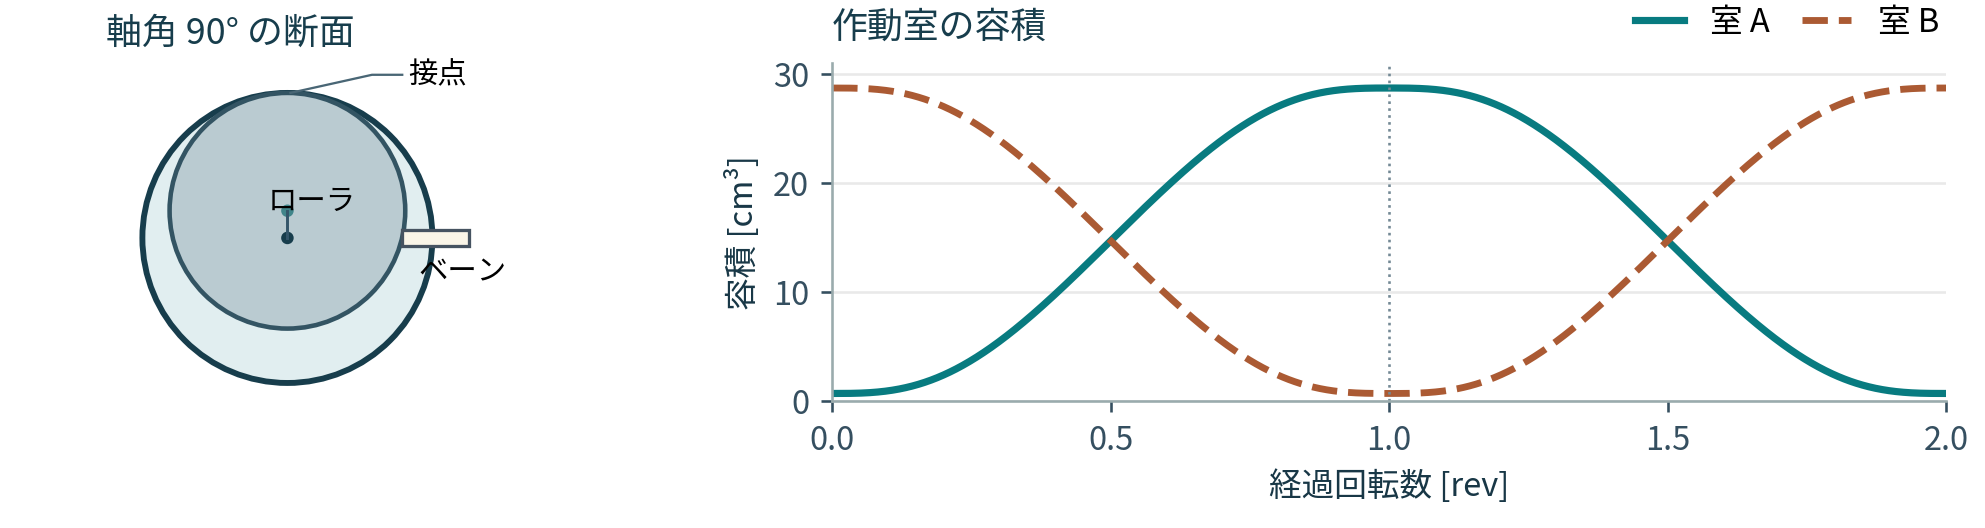 軸角 90° の断面
接点
ローラ
ベーン
作動室の容積
室 A
室 B
容積 [cm³]
30
20
10
0
0.0
0.5
1.0
1.5
2.0
経過回転数 [rev]